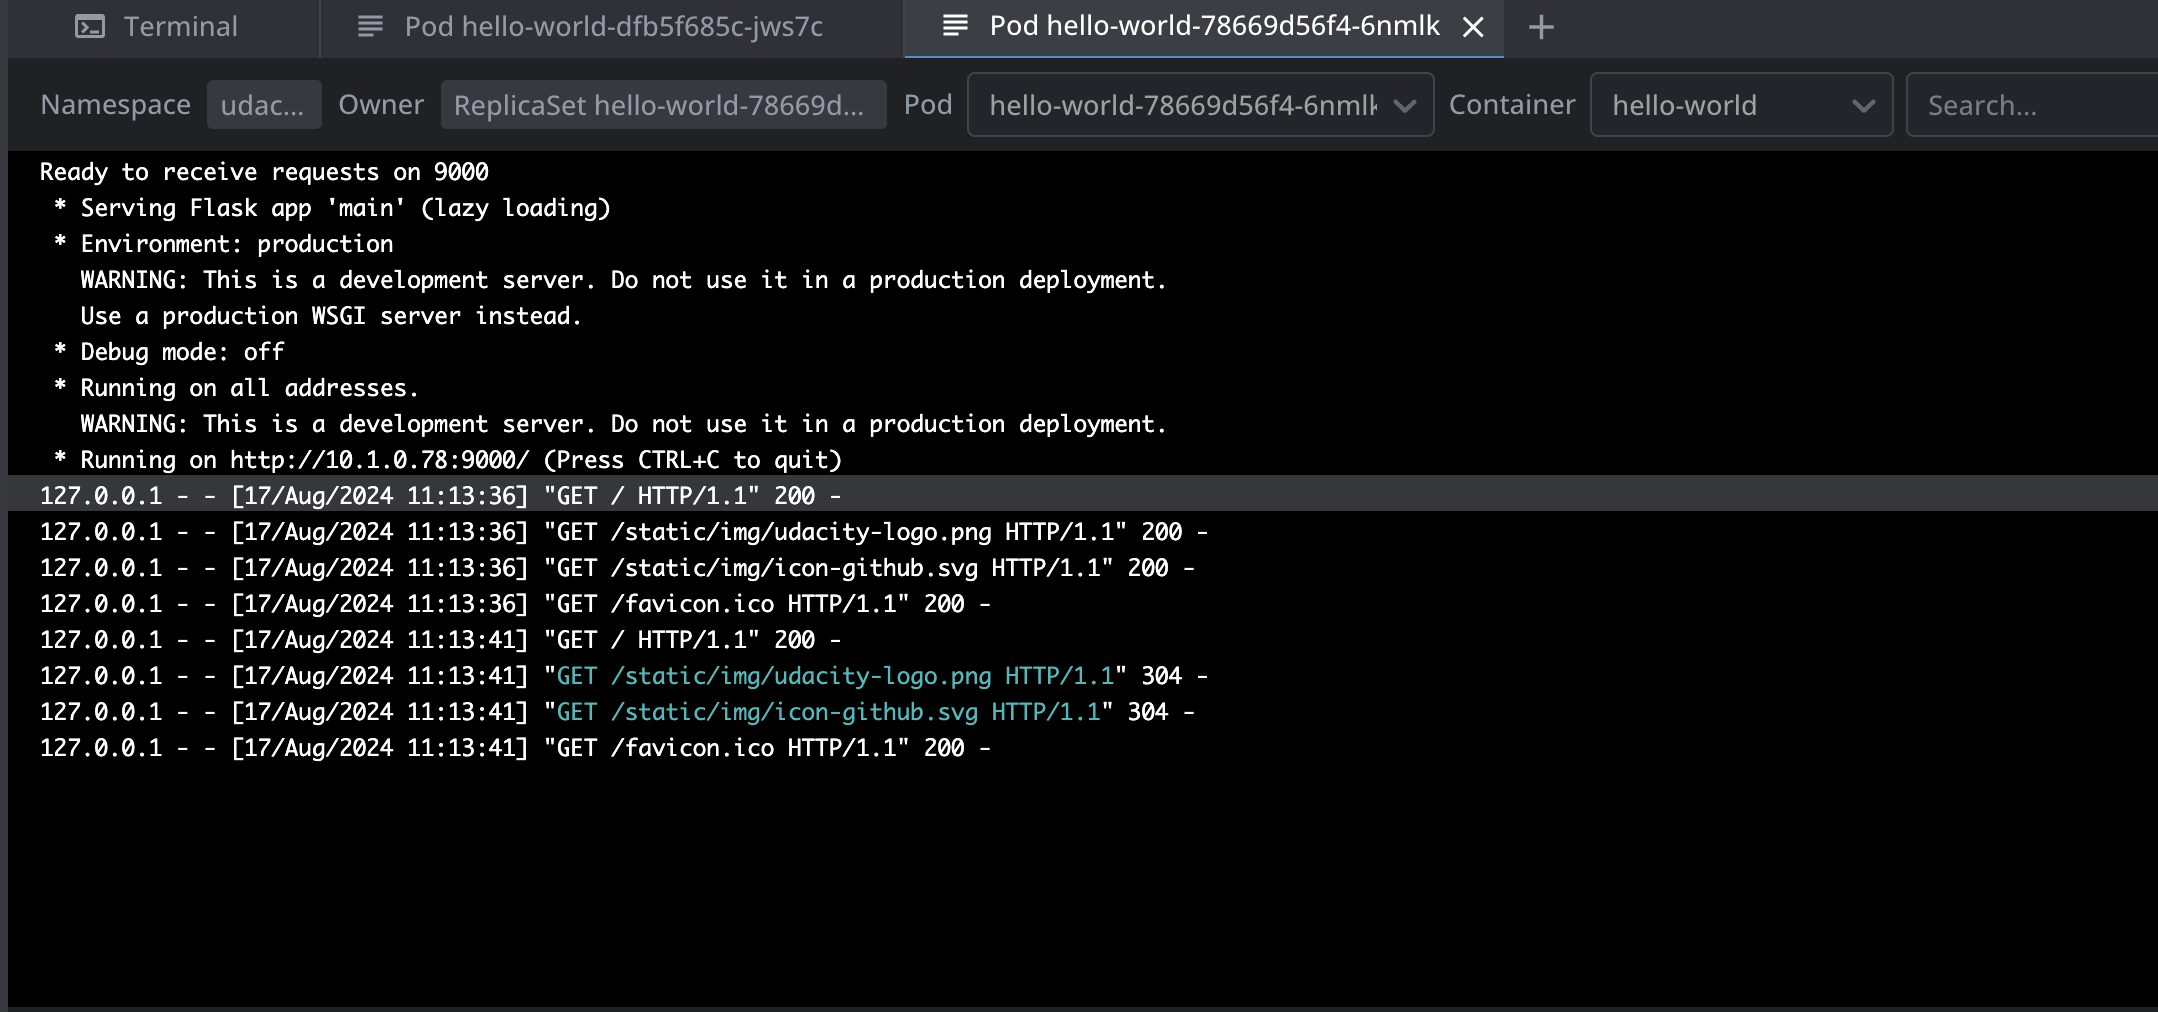 Terminal
Pod hello-world-dfb5f685c-jws7c
Pod hello-world-78669d56f4-6nmlk
Namespace udac... Owner ReplicaSet hello-world-78669d... Pod hello-world-78669d56f4-6nmlk Container hello-world Search...
Ready to receive requests on 9000
* Serving Flask app 'main' (lazy loading)
* Environment: production
WARNING: This is a development server. Do not use it in a production deployment.
Use a production WSGI server instead.
* Debug mode: off
* Running on all addresses.
WARNING: This is a development server. Do not use it in a production deployment.
* Running on http://10.1.0.78:9000/ (Press CTRL+C to quit)
127.0.0.1 - - [17/Aug/2024 11:13:36] "GET / HTTP/1.1" 200 -
127.0.0.1 - - [17/Aug/2024 11:13:36] "GET /static/img/udacity-logo.png HTTP/1.1" 200 -
127.0.0.1 - - [17/Aug/2024 11:13:36] "GET /static/img/icon-github.svg HTTP/1.1" 200 -
127.0.0.1 - - [17/Aug/2024 11:13:36] "GET /favicon.ico HTTP/1.1" 200 -
127.0.0.1 - - [17/Aug/2024 11:13:41] "GET / HTTP/1.1" 200 -
127.0.0.1 - - [17/Aug/2024 11:13:41] "GET /static/img/udacity-logo.png HTTP/1.1" 304 -
127.0.0.1 - - [17/Aug/2024 11:13:41] "GET /static/img/icon-github.svg HTTP/1.1" 304 -
127.0.0.1 - - [17/Aug/2024 11:13:41] "GET /favicon.ico HTTP/1.1" 200 -